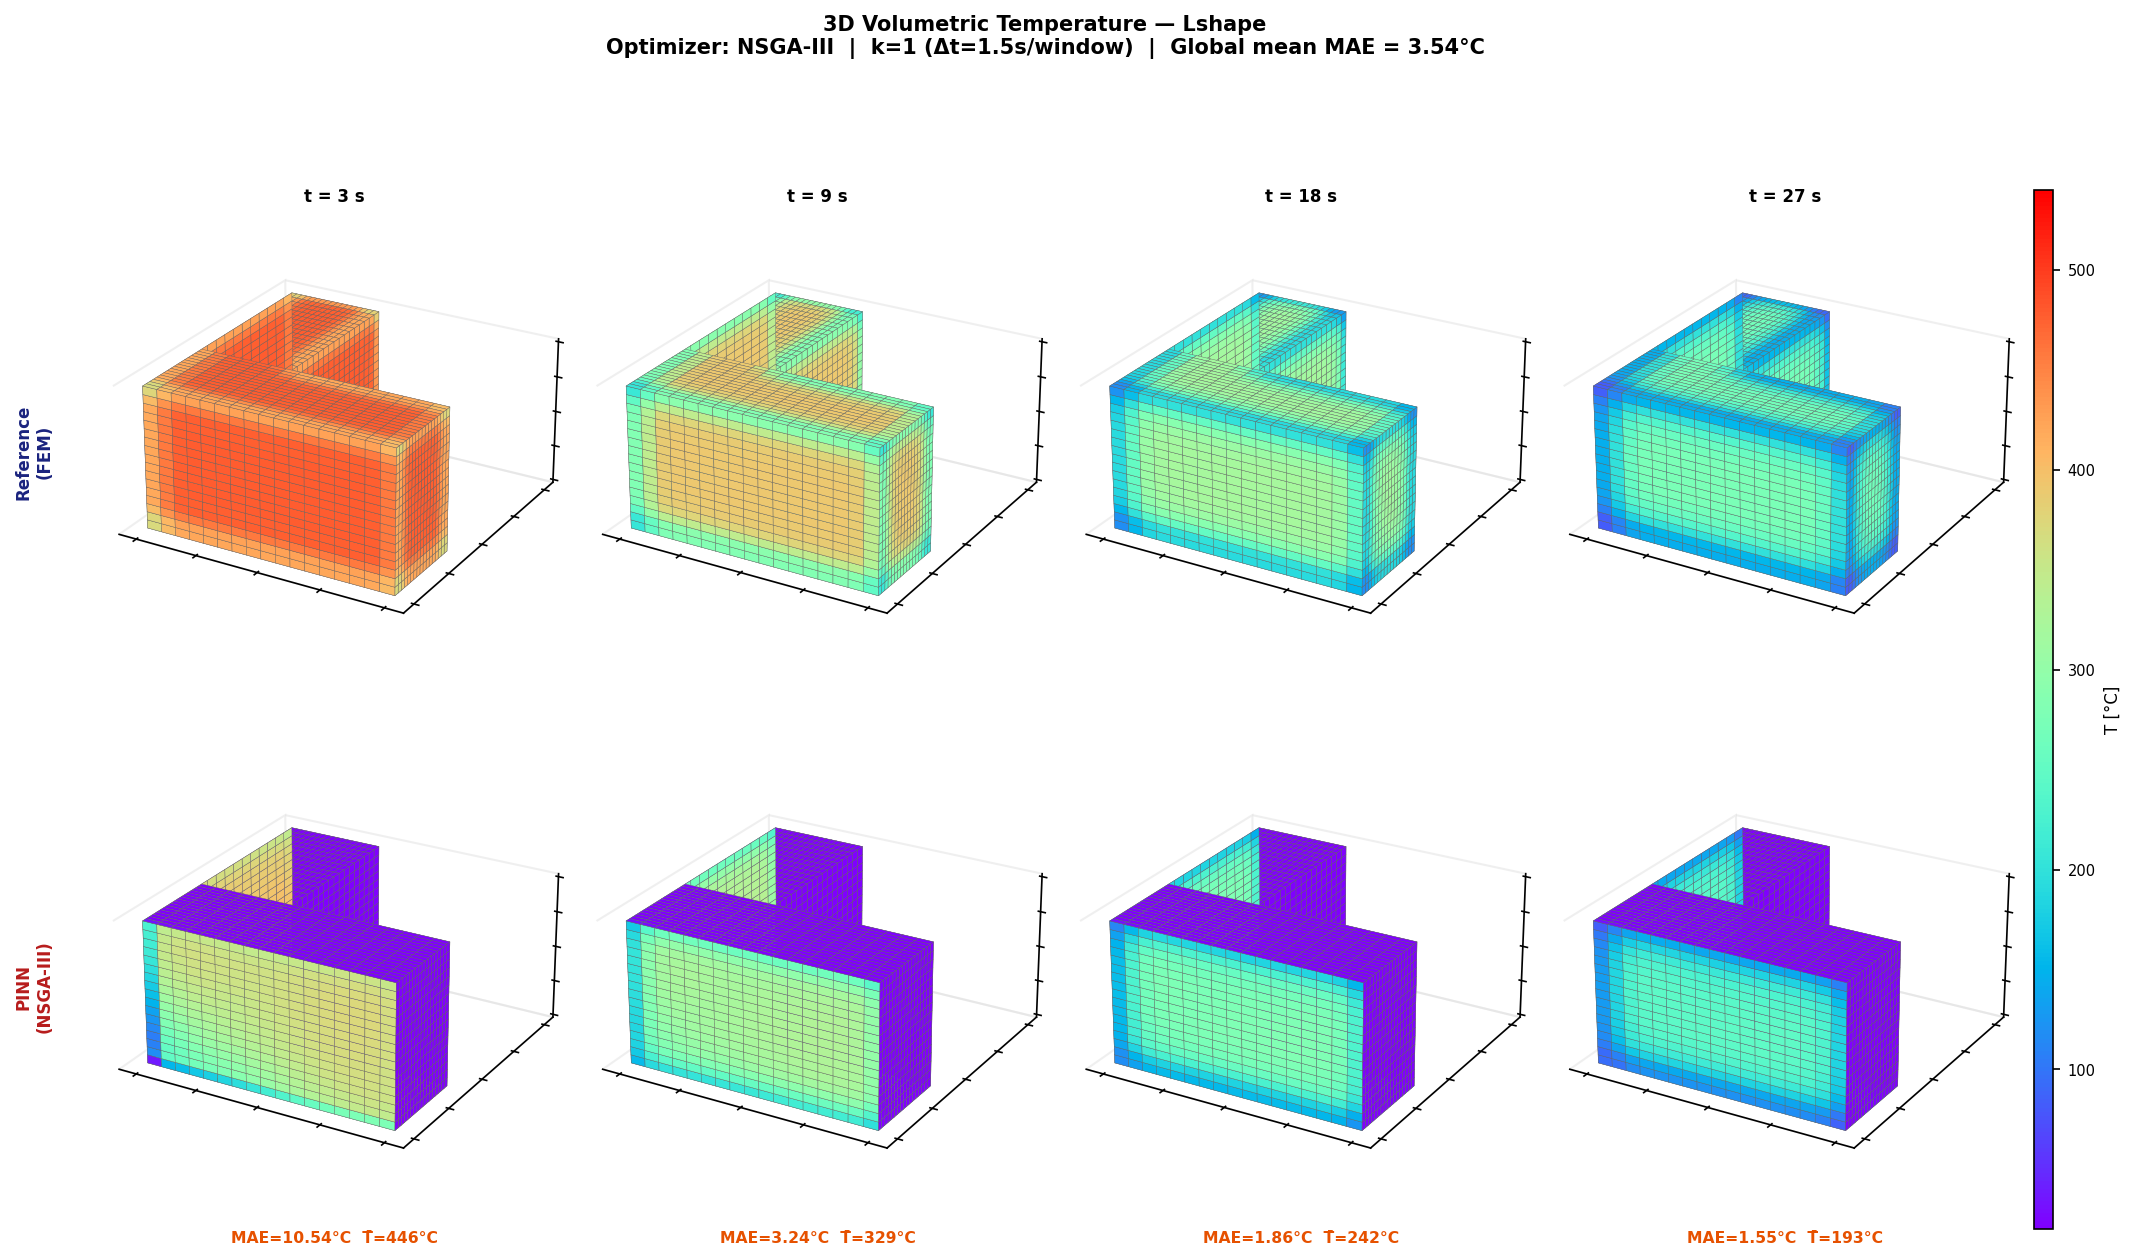 3D Volumetric Temperature — Lshape
Optimizer: NSGA-III | k=1 (Δt=1.5s/window) | Global mean MAE = 3.54°C
t = 3 s
t = 9 s
t = 18 s
t = 27 s
Reference
(FEM)
500
400
300
200
100
T [°C]
PINN
(NSGA-III)
MAE=10.54°C T̄=446°C
MAE=3.24°C T̄=329°C
MAE=1.86°C T̄=242°C
MAE=1.55°C T̄=193°C